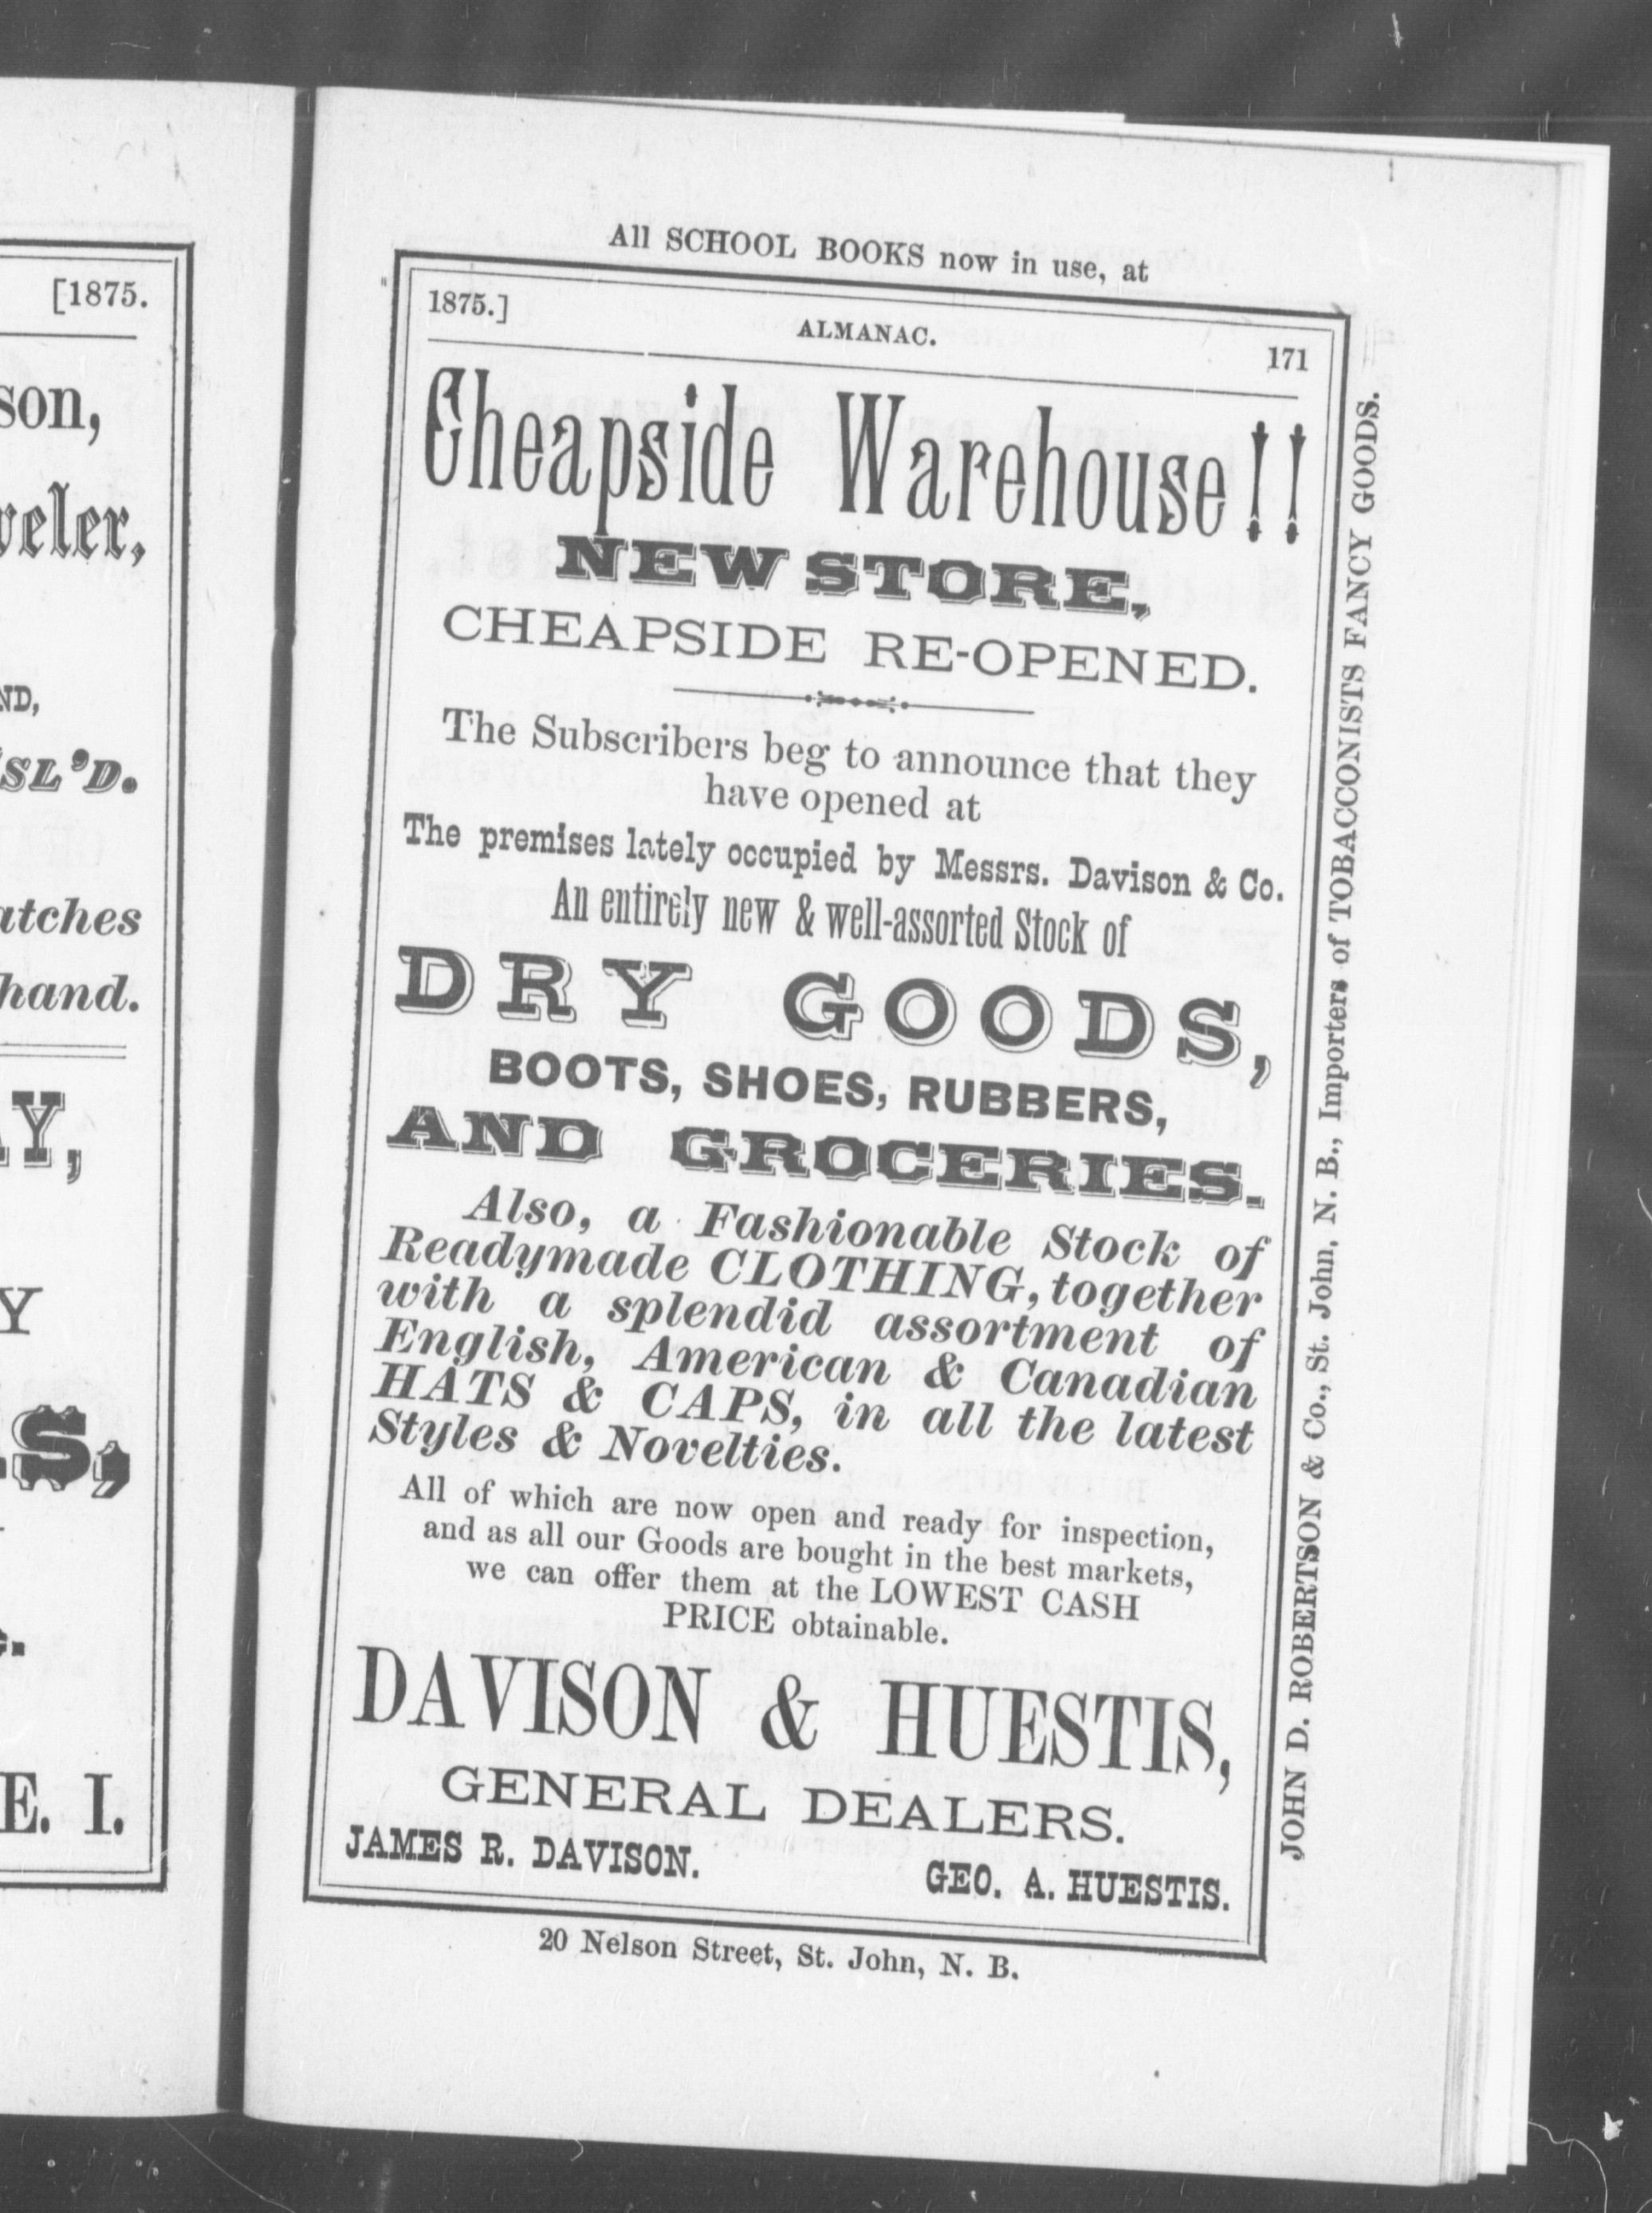 [1875.
son,
veler,
ND,
ISL'D.
atches
hand.
Y,
Y
S,
E. I.
All SCHOOL BOOKS now in use, at
1875.]
ALMANAC.
171
Cheapside Warehouse!!
NEW STORE,
CHEAPSIDE RE-OPENED.
The Subscribers beg to announce that they
have opened at
The premises lately occupied by Messrs. Davison & Co.
An entirely new & well-assorted Stock of
DRY GOODS,
BOOTS, SHOES, RUBBERS,
AND GROCERIES.
Also, a Fashionable Stock of
Readymade CLOTHING, together
with a splendid assortment of
English, American & Canadian
HATS & CAPS, in all the latest
Styles & Novelties.
All of which are now open and ready for inspection,
and as all our Goods are bought in the best markets,
we can offer them at the LOWEST CASH
PRICE obtainable.
DAVISON & HUESTIS,
GENERAL DEALERS.
JAMES R. DAVISON.
GEO. A. HUESTIS.
20 Nelson Street, St. John, N. B.
JOHN D. ROBERTSON & Co., St. John, N. B., Importers of TOBACCONISTS FANCY GOODS.